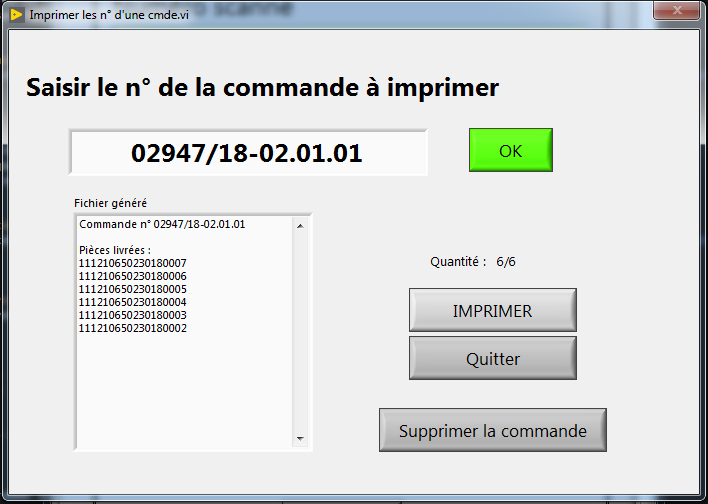 Imprimer les n° d'une cmde.vi
Saisir le n° de la commande à imprimer
02947/18-02.01.01
OK
Fichier généré
Commande n° 02947/18-02.01.01
Pièces livrées :
111210650230180007
111210650230180006
111210650230180005
111210650230180004
111210650230180003
111210650230180002
Quantité : 6/6
IMPRIMER
Quitter
Supprimer la commande